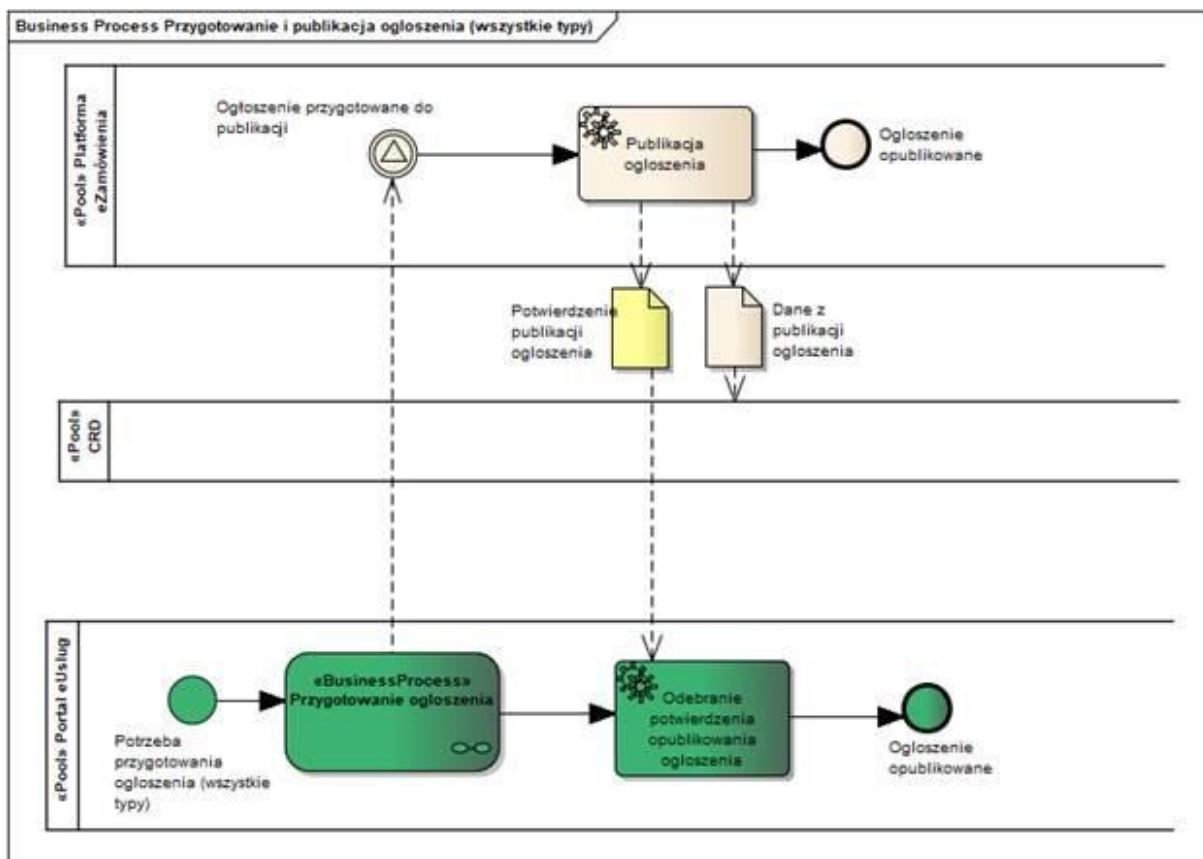 Business Process Przygotowanie i publikacja ogloszenia (wszystkie typy)
«Pool» Platforma
eZamówienia
Ogłoszenie przygotowane do
publikacji
Publikacja
ogloszenia
Ogloszenie
opublikowane
Potwierdzenie
publikacji
ogloszenia
Dane z
publikacji
ogloszenia
«Pool»
CRD
«Pool» Portal eUslug
«BusinessProcess»
Przygotowanie ogloszenia
Odebranie
potwierdzenia
opublikowania
ogloszenia
Potrzeba
przygotowania
ogloszenia (wszystkie
typy)
Ogloszenie
opublikowane